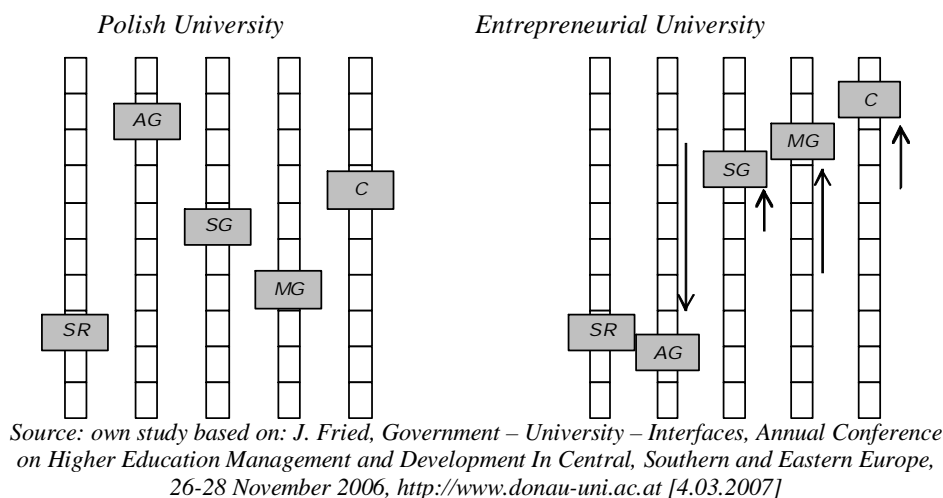 Polish University
Entrepreneurial University
AG
SG
C
MG
SR
C
MG
SG
SR
AG
Source: own study based on: J. Fried, Government – University – Interfaces, Annual Conference
on Higher Education Management and Development In Central, Southern and Eastern Europe,
26-28 November 2006, http://www.donau-uni.ac.at [4.03.2007]